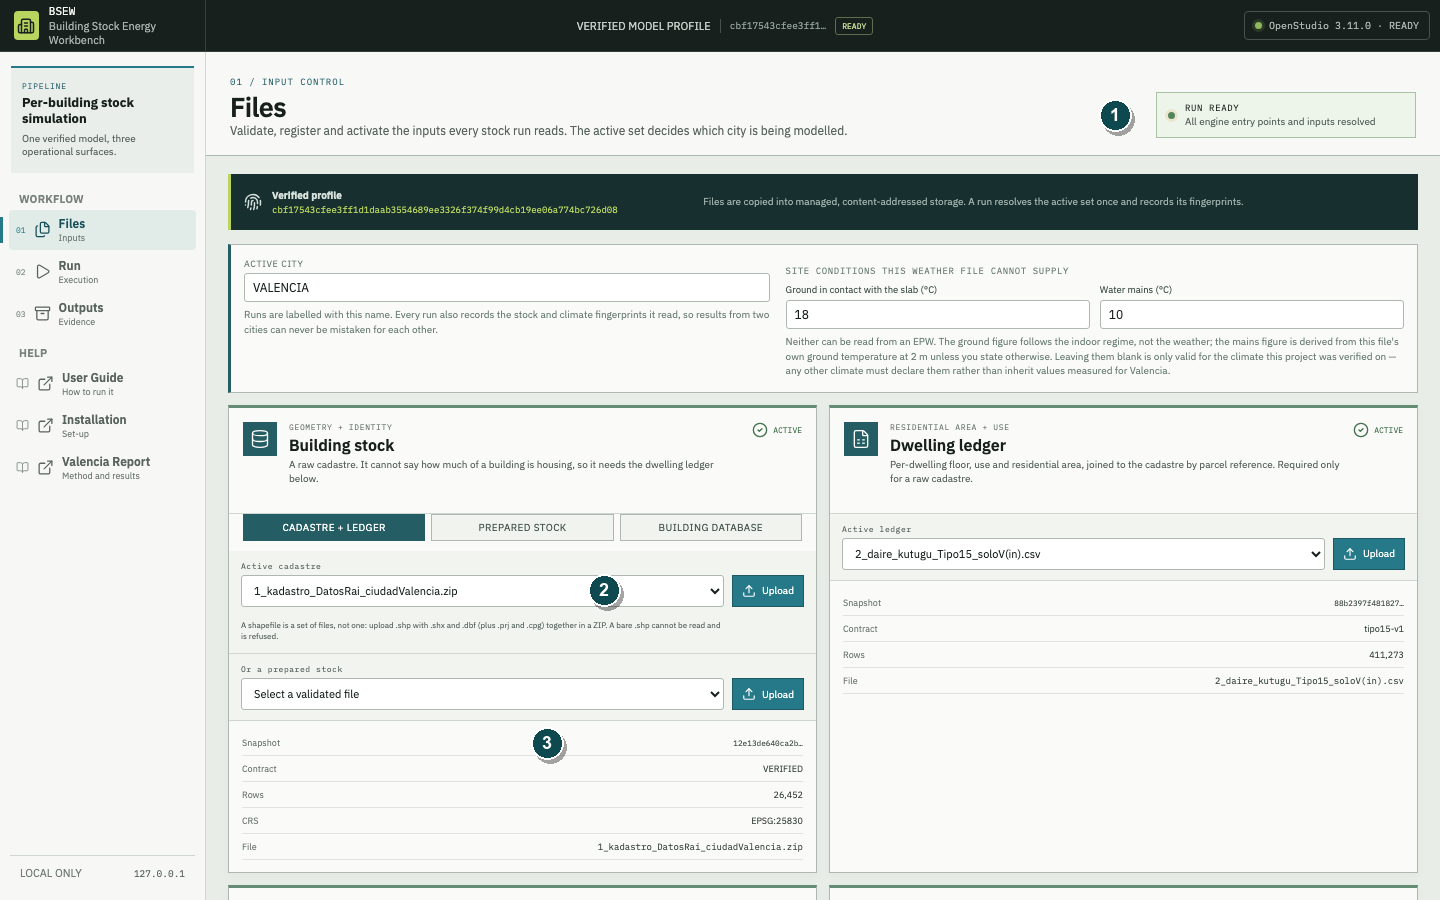 BSEW
Building Stock Energy
Workbench
VERIFIED MODEL PROFILE
cbf17543cfee3ff1…
READY
OpenStudio 3.11.0 · READY
PIPELINE
Per-building stock
simulation
One verified model, three
operational surfaces.
WORKFLOW
01
Files
Inputs
02
Run
Execution
03
Outputs
Evidence
HELP
User Guide
How to run it
Installation
Set-up
Valencia Report
Method and results
LOCAL ONLY
127.0.0.1
01 / INPUT CONTROL
Files
Validate, register and activate the inputs every stock run reads. The active set decides which city is being modelled.
1
RUN READY
All engine entry points and inputs resolved
Verified profile
cbf17543cfee3ff1d1daab3554689ee3326f374f99d4cb19ee06a774bc726d08
Files are copied into managed, content-addressed storage. A run resolves the active set once and records its fingerprints.
ACTIVE CITY
VALENCIA
Runs are labelled with this name. Every run also records the stock and climate fingerprints it read, so results from two
cities can never be mistaken for each other.
SITE CONDITIONS THIS WEATHER FILE CANNOT SUPPLY
Ground in contact with the slab (°C)
18
Water mains (°C)
10
Neither can be read from an EPW. The ground figure follows the indoor regime, not the weather; the mains figure is derived from this file's
own ground temperature at 2 m unless you state otherwise. Leaving them blank is only valid for the climate this project was verified on —
any other climate must declare them rather than inherit values measured for Valencia.
GEOMETRY + IDENTITY
Building stock
A raw cadastre. It cannot say how much of a building is housing, so it needs the dwelling ledger
below.
ACTIVE
CADASTRE + LEDGER
PREPARED STOCK
BUILDING DATABASE
Active cadastre
1_kadastro_DatosRai_ciudadValencia.zip
2
Upload
A shapefile is a set of files, not one: upload .shp with .shx and .dbf (plus .prj and .cpg) together in a ZIP. A bare .shp cannot be read and
is refused.
Or a prepared stock
Select a validated file
Upload
3
Snapshot
12e13de640ca2b…
Contract
VERIFIED
Rows
26,452
CRS
EPSG:25830
File
1_kadastro_DatosRai_ciudadValencia.zip
RESIDENTIAL AREA + USE
Dwelling ledger
Per-dwelling floor, use and residential area, joined to the cadastre by parcel reference. Required only
for a raw cadastre.
ACTIVE
Active ledger
2_daire_kutugu_Tipo15_soloV(in).csv
Upload
Snapshot
88b2397f481827…
Contract
tipo15-v1
Rows
411,273
File
2_daire_kutugu_Tipo15_soloV(in).csv